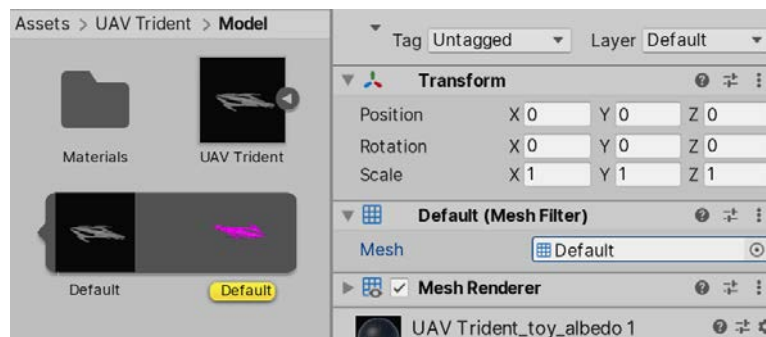 Assets > UAV Trident > Model
Materials
UAV Trident
Default
Default
Tag Untagged Layer Default
Transform
Position X 0 Y 0 Z 0
Rotation X 0 Y 0 Z 0
Scale X 1 Y 1 Z 1
Default (Mesh Filter)
Mesh Default
Mesh Renderer
UAV Trident_toy_albedo 1